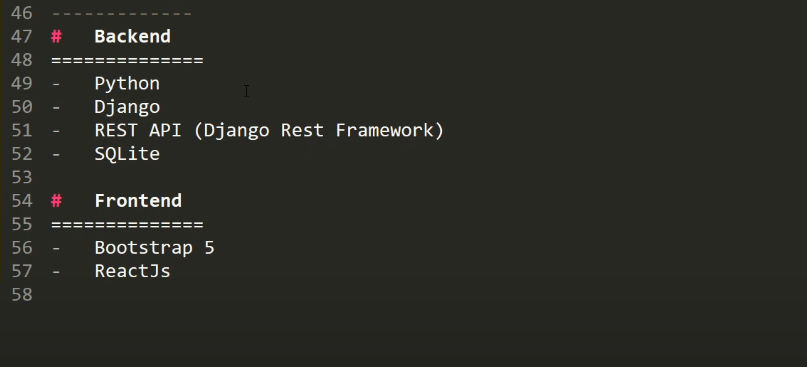 46 -------------
47 # Backend
48 ==============
49 - Python
50 - Django
51 - REST API (Django Rest Framework)
52 - SQLite
53
54 # Frontend
55 ==============
56 - Bootstrap 5
57 - ReactJs
58